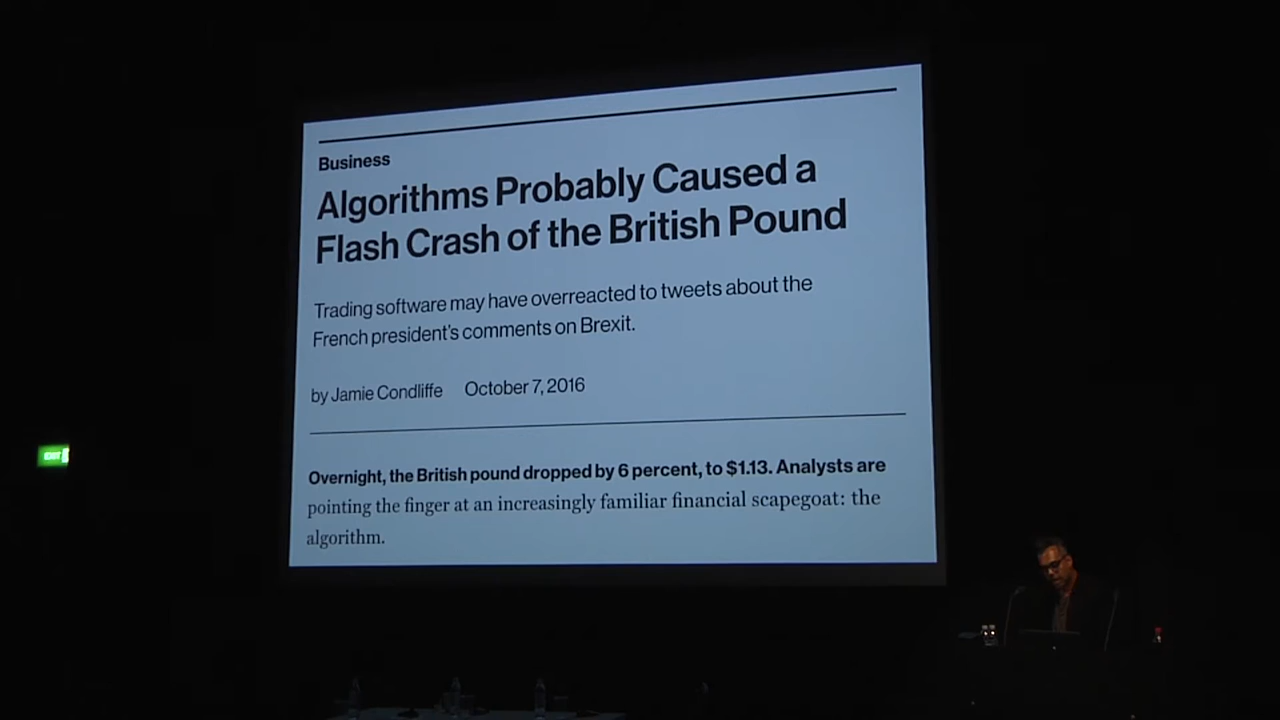 Business
Algorithms Probably Caused a
Flash Crash of the British Pound
Trading software may have overreacted to tweets about the
French president's comments on Brexit.
by Jamie Condliffe October 7, 2016
Overnight, the British pound dropped by 6 percent, to $1.13. Analysts are
pointing the finger at an increasingly familiar financial scapegoat: the
algorithm.
EXIT